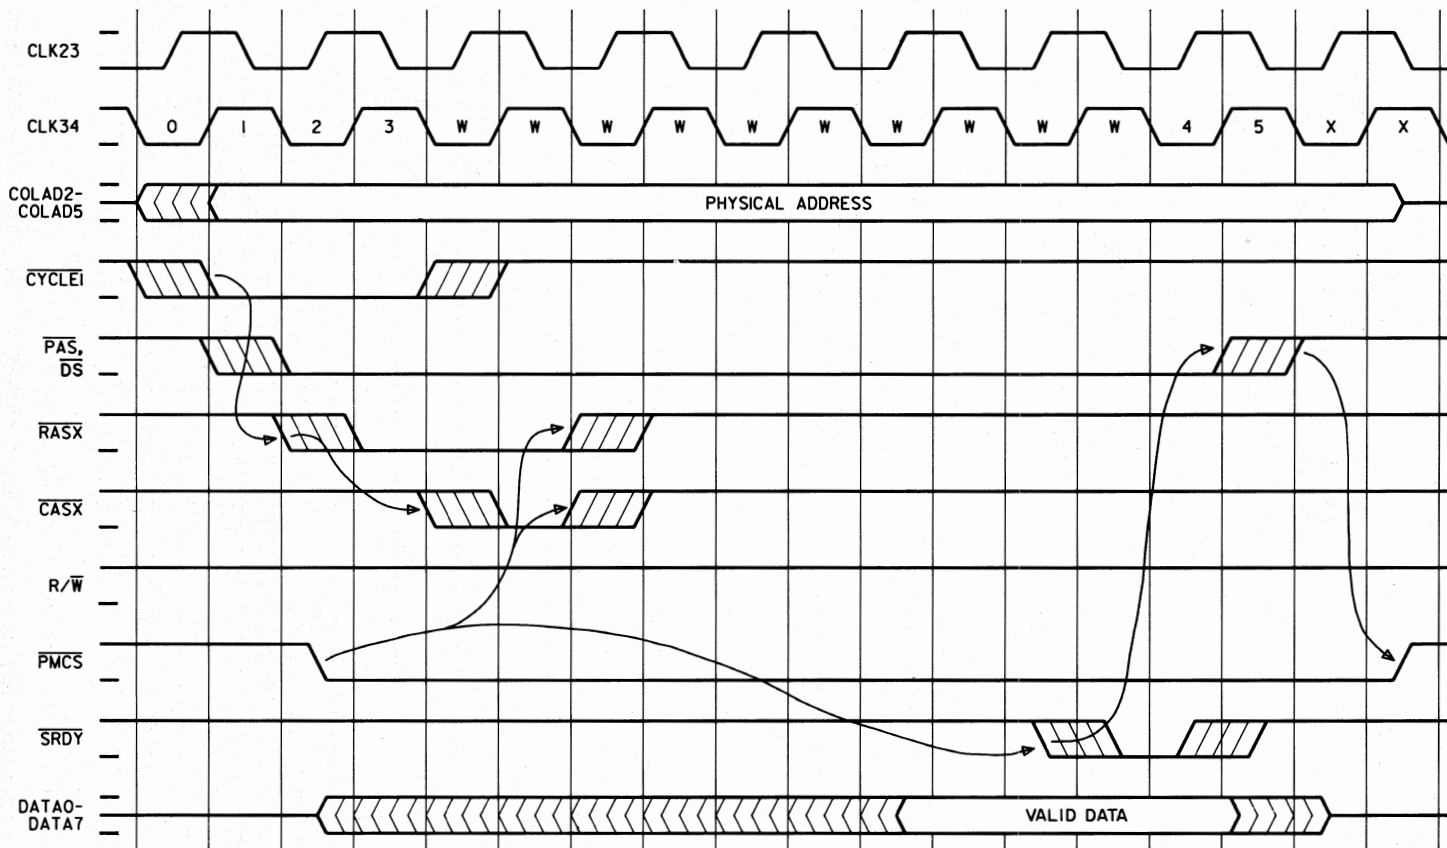 CLK23
CLK34 0 1 2 3 W W W W W W W W W W 4 5 X X
COLAD2-
COLAD5
PHYSICAL ADDRESS
CYCLEI
PAS,
DS
RASX
CASX
R/W
PMCS
SRDY
DATA0-
DATA7
VALID DATA